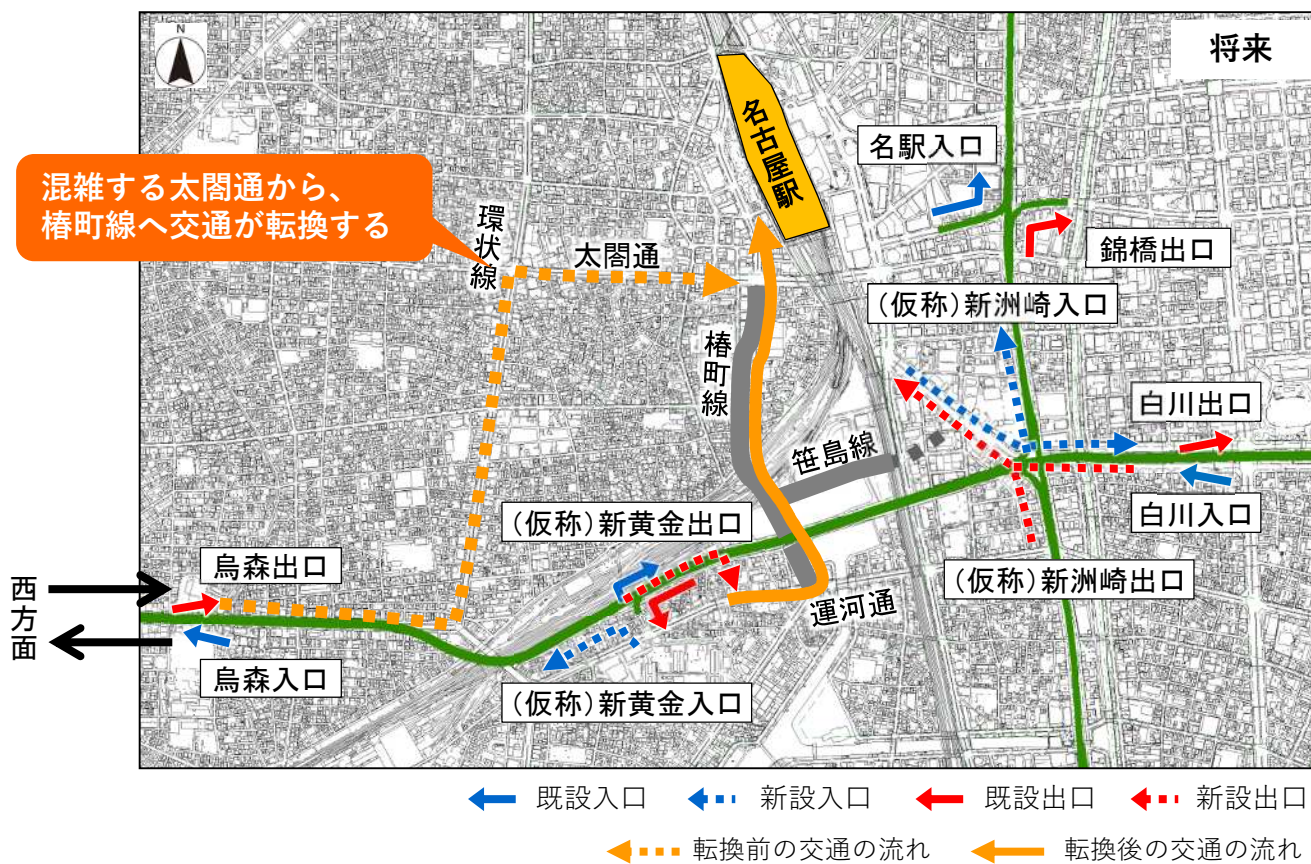 N
将来
名古屋駅
名駅入口
混雑する太閤通から、
椿町線へ交通が転換する
環状線
太閤通
錦橋出口
(仮称)新洲崎入口
椿町線
白川出口
笹島線
白川入口
(仮称)新黄金出口
(仮称)新洲崎出口
烏森出口
西方面
運河通
烏森入口
(仮称)新黄金入口
既設入口 新設入口 既設出口 新設出口
転換前の交通の流れ 転換後の交通の流れ